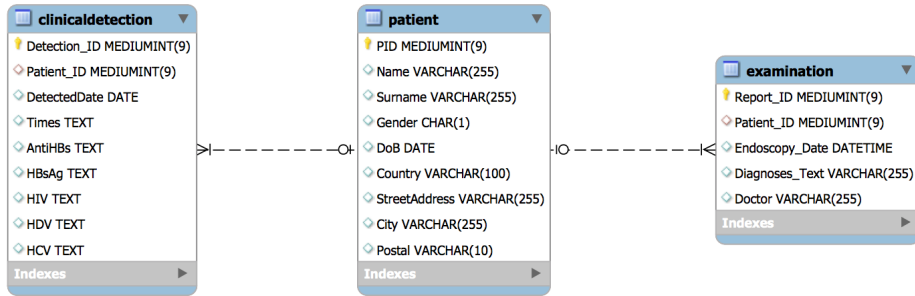 clinicaldetection
Detection_ID MEDIUMINT(9)
Patient_ID MEDIUMINT(9)
DetectedDate DATE
Times TEXT
AntiHBs TEXT
HBsAg TEXT
HIV TEXT
HDV TEXT
HCV TEXT
Indexes
patient
PID MEDIUMINT(9)
Name VARCHAR(255)
Surname VARCHAR(255)
Gender CHAR(1)
DoB DATE
Country VARCHAR(100)
StreetAddress VARCHAR(255)
City VARCHAR(255)
Postal VARCHAR(10)
Indexes
examination
Report_ID MEDIUMINT(9)
Patient_ID MEDIUMINT(9)
Endoscopy_Date DATETIME
Diagnoses_Text VARCHAR(255)
Doctor VARCHAR(255)
Indexes